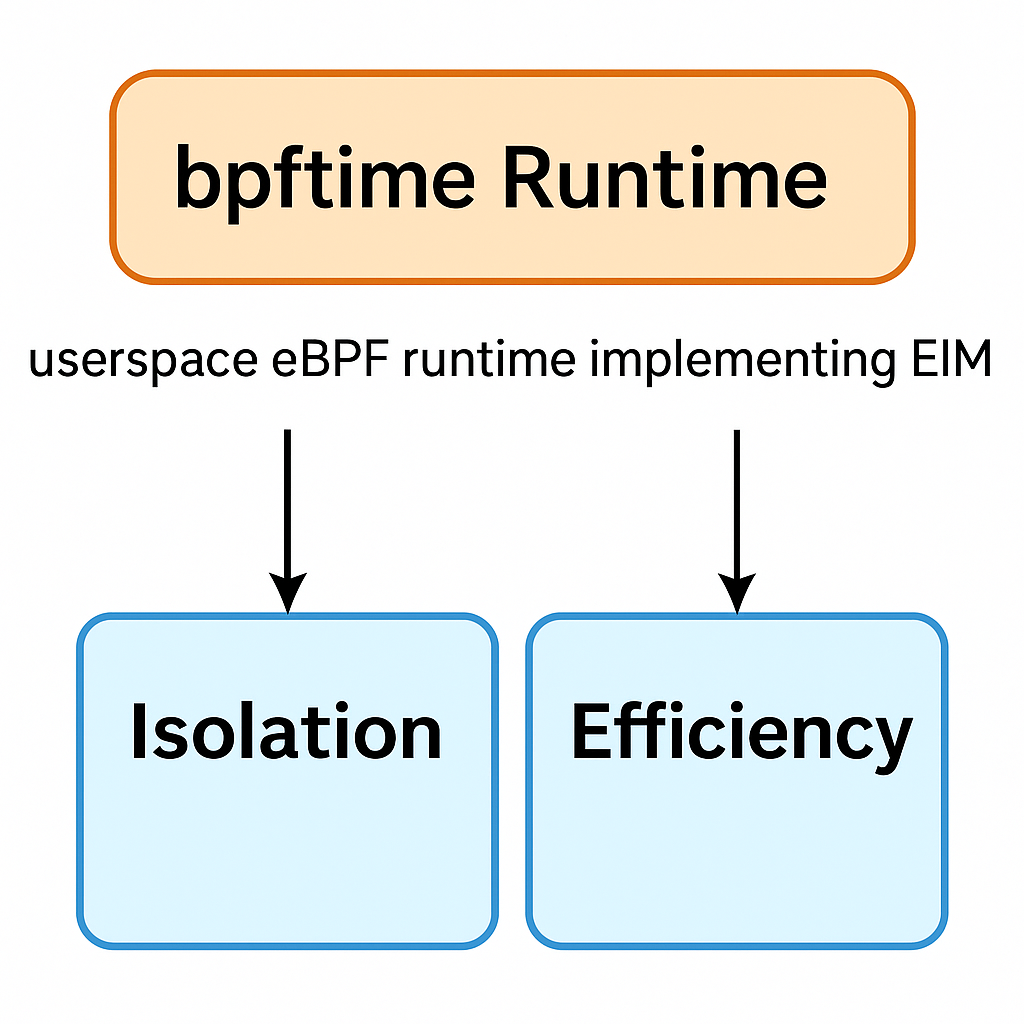 bpftime Runtime
userspace eBPF runtime implementing EIM
Isolation
Efficiency